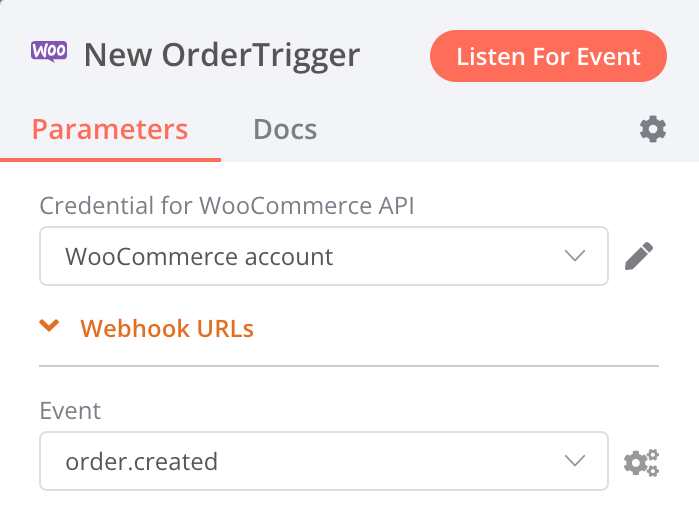 Woo New OrderTrigger Listen For Event
Parameters Docs
Credential for WooCommerce API
WooCommerce account
Webhook URLs
Event
order.created